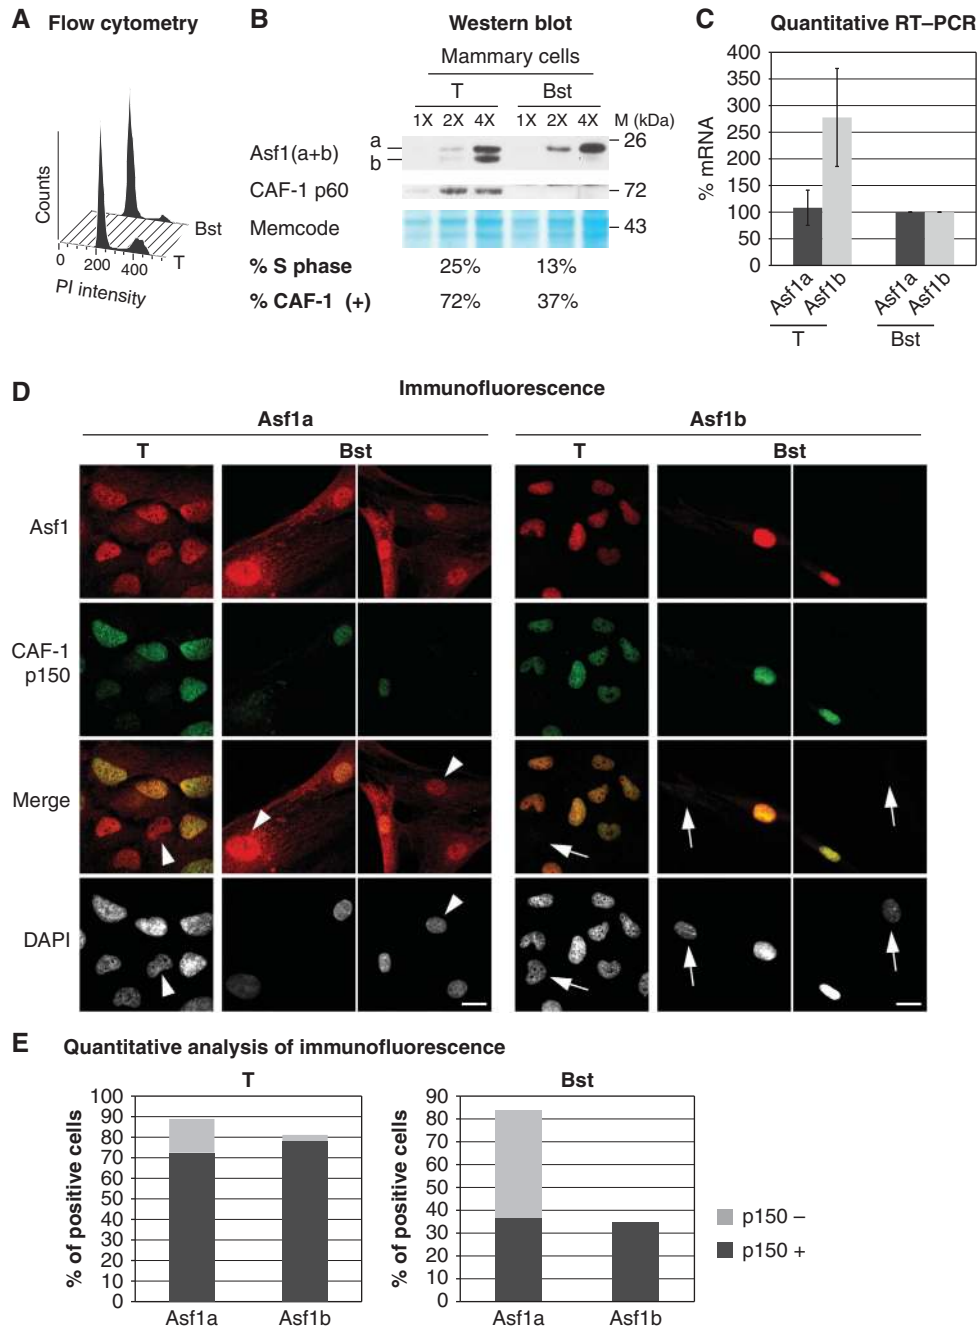 A Flow cytometry
Counts
0 200 400
PI intensity
Bst
T
B Western blot
Mammary cells
T Bst
1X 2X 4X 1X 2X 4X M (kDa)
Asf1(a+b) a b 26
CAF-1 p60 72
Memcode 43
% S phase 25% 13%
% CAF-1 (+) 72% 37%
C Quantitative RT–PCR
% mRNA
400
350
300
250
200
150
100
50
0
Asf1a Asf1b Asf1a Asf1b
T Bst
D Immunofluorescence
Asf1a Asf1b
T Bst T Bst
Asf1
CAF-1 p150
Merge
DAPI
E Quantitative analysis of immunofluorescence
T
% of positive cells
100
90
80
70
60
50
40
30
20
10
0
Asf1a Asf1b
Bst
% of positive cells
90
80
70
60
50
40
30
20
10
0
Asf1a Asf1b
p150 –
p150 +